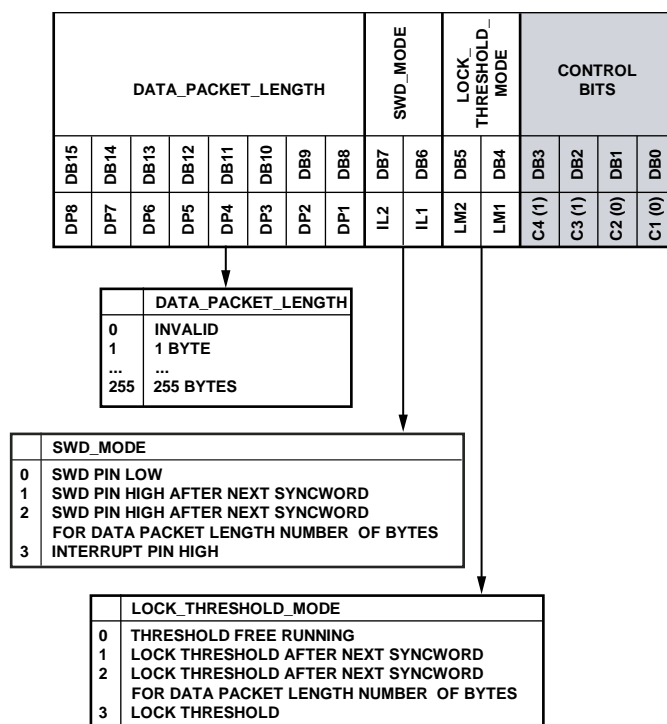 DATA_PACKET_LENGTH
SWD_MODE
LOCK_
THRESHOLD_
MODE
CONTROL
BITS
DB15 DB14 DB13 DB12 DB11 DB10 DB9 DB8 DB7 DB6 DB5 DB4 DB3 DB2 DB1 DB0
DP8 DP7 DP6 DP5 DP4 DP3 DP2 DP1 IL2 IL1 LM2 LM1 C4 (1) C3 (1) C2 (0) C1 (0)
DATA_PACKET_LENGTH
0 INVALID
1 1 BYTE
... ...
255 255 BYTES
SWD_MODE
0 SWD PIN LOW
1 SWD PIN HIGH AFTER NEXT SYNCWORD
2 SWD PIN HIGH AFTER NEXT SYNCWORD
FOR DATA PACKET LENGTH NUMBER OF BYTES
3 INTERRUPT PIN HIGH
LOCK_THRESHOLD_MODE
0 THRESHOLD FREE RUNNING
1 LOCK THRESHOLD AFTER NEXT SYNCWORD
2 LOCK THRESHOLD AFTER NEXT SYNCWORD
FOR DATA PACKET LENGTH NUMBER OF BYTES
3 LOCK THRESHOLD